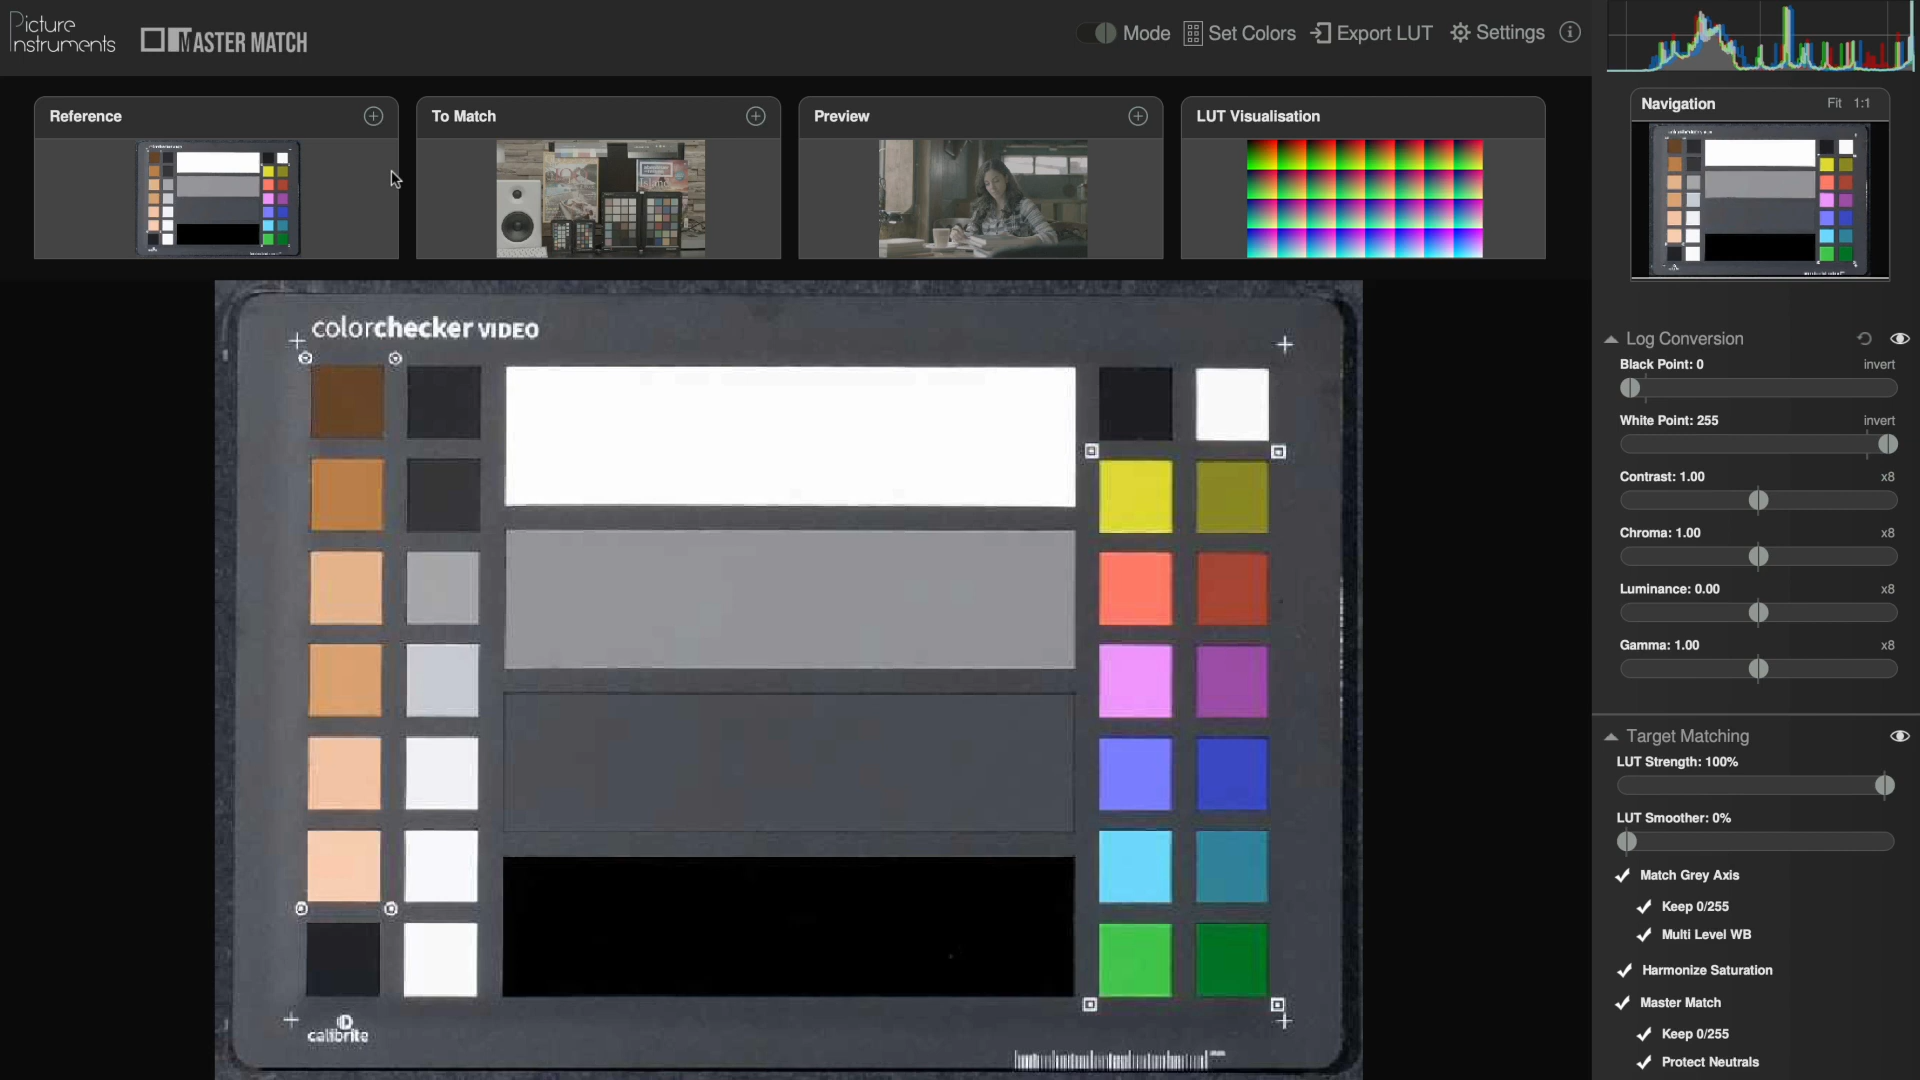 Picture
Instruments
MASTER MATCH
Mode
Set Colors
Export LUT
Settings
Reference
To Match
Preview
LUT Visualisation
Navigation
Fit
1:1
colorchecker VIDEO
calibrite
Log Conversion
Black Point: 0
invert
White Point: 255
invert
Contrast: 1.00
x8
Chroma: 1.00
x8
Luminance: 0.00
x8
Gamma: 1.00
x8
Target Matching
LUT Strength: 100%
LUT Smoother: 0%
Match Grey Axis
Keep 0/255
Multi Level WB
Harmonize Saturation
Master Match
Keep 0/255
Protect Neutrals